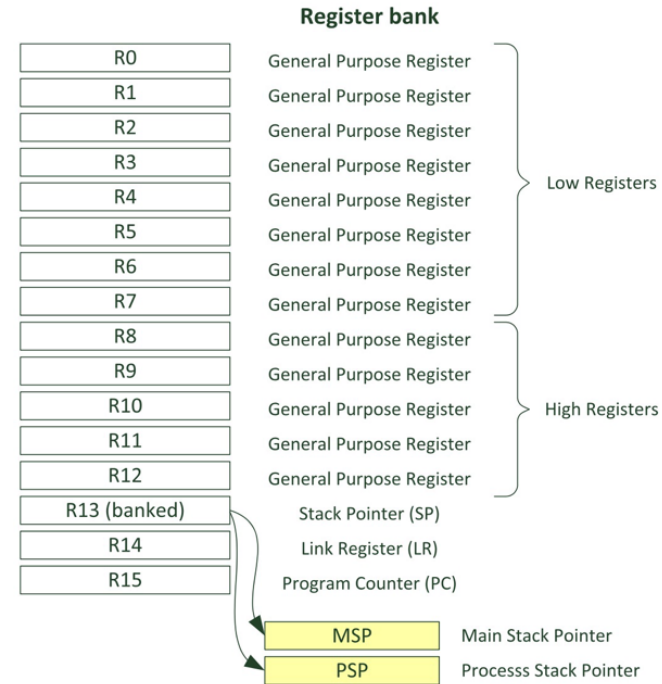 Register bank
R0 General Purpose Register
R1 General Purpose Register
R2 General Purpose Register
R3 General Purpose Register
R4 General Purpose Register
Low Registers
R5 General Purpose Register
R6 General Purpose Register
R7 General Purpose Register
R8 General Purpose Register
R9 General Purpose Register
R10 General Purpose Register
High Registers
R11 General Purpose Register
R12 General Purpose Register
R13 (banked) Stack Pointer (SP)
R14 Link Register (LR)
R15 Program Counter (PC)
MSP Main Stack Pointer
PSP Processs Stack Pointer